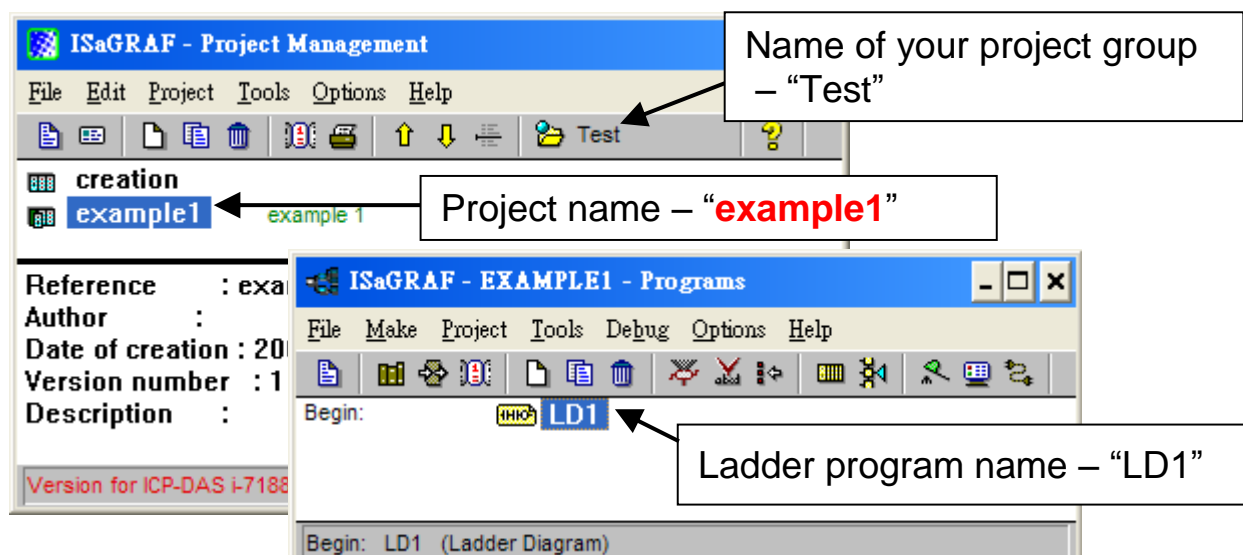 ISaGRAF - Project Management
Name of your project group
– “Test”
File Edit Project Tools Options Help
Test
creation
example1 example 1
Project name – “example1”
Reference : exa
Author :
Date of creation : 20
Version number : 1
Description :
Version for ICP-DAS i-7188
ISaGRAF - EXAMPLE1 - Programs
File Make Project Tools Debug Options Help
Begin: LD1
Ladder program name – “LD1”
Begin: LD1 (Ladder Diagram)